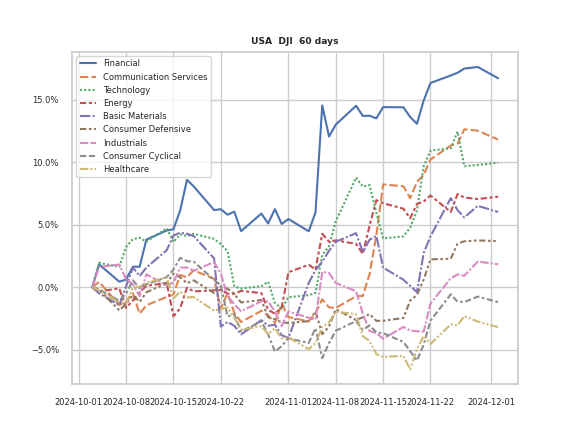 USA DJI 60 days
Financial
Communication Services
Technology
Energy
Basic Materials
Consumer Defensive
Industrials
Consumer Cyclical
Healthcare
15.0%
10.0%
5.0%
0.0%
−5.0%
2024-10-01 2024-10-08 2024-10-15 2024-10-22 2024-11-01 2024-11-08 2024-11-15 2024-11-22 2024-12-01